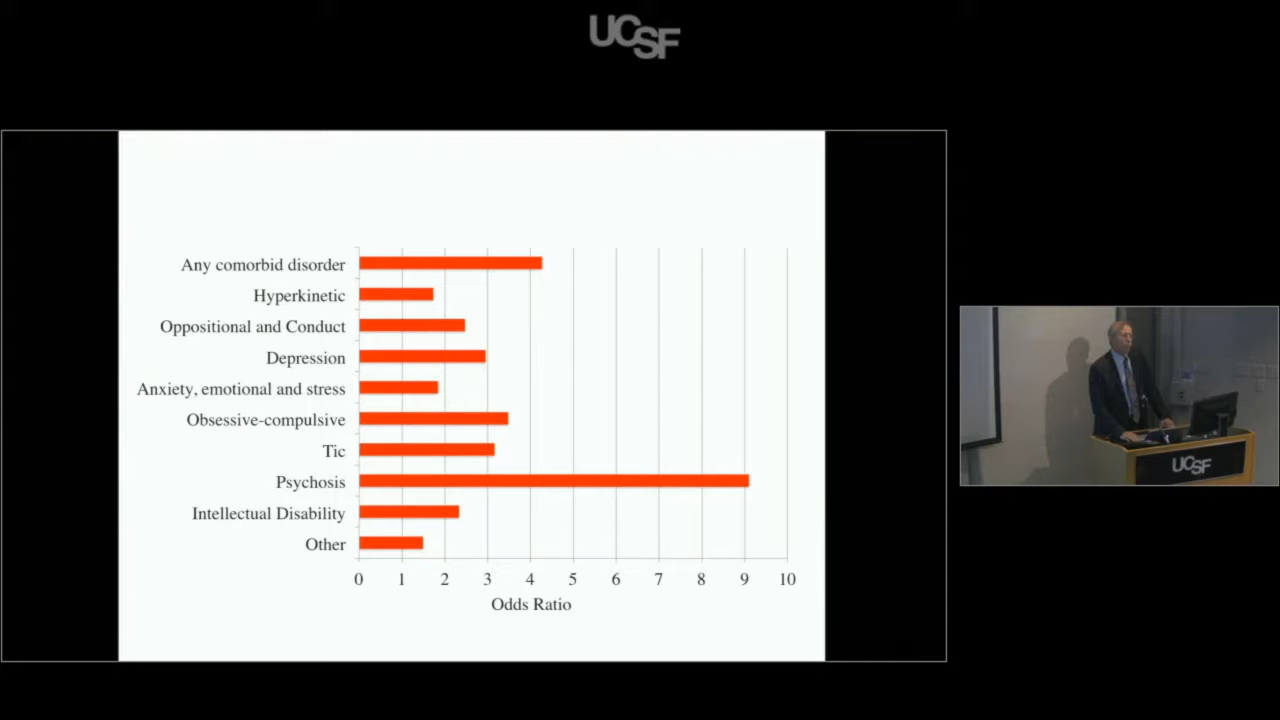 UCSF
Any comorbid disorder
Hyperkinetic
Oppositional and Conduct
Depression
Anxiety, emotional and stress
Obsessive-compulsive
Tic
Psychosis
Intellectual Disability
Other
0 1 2 3 4 5 6 7 8 9 10
Odds Ratio
UCSF